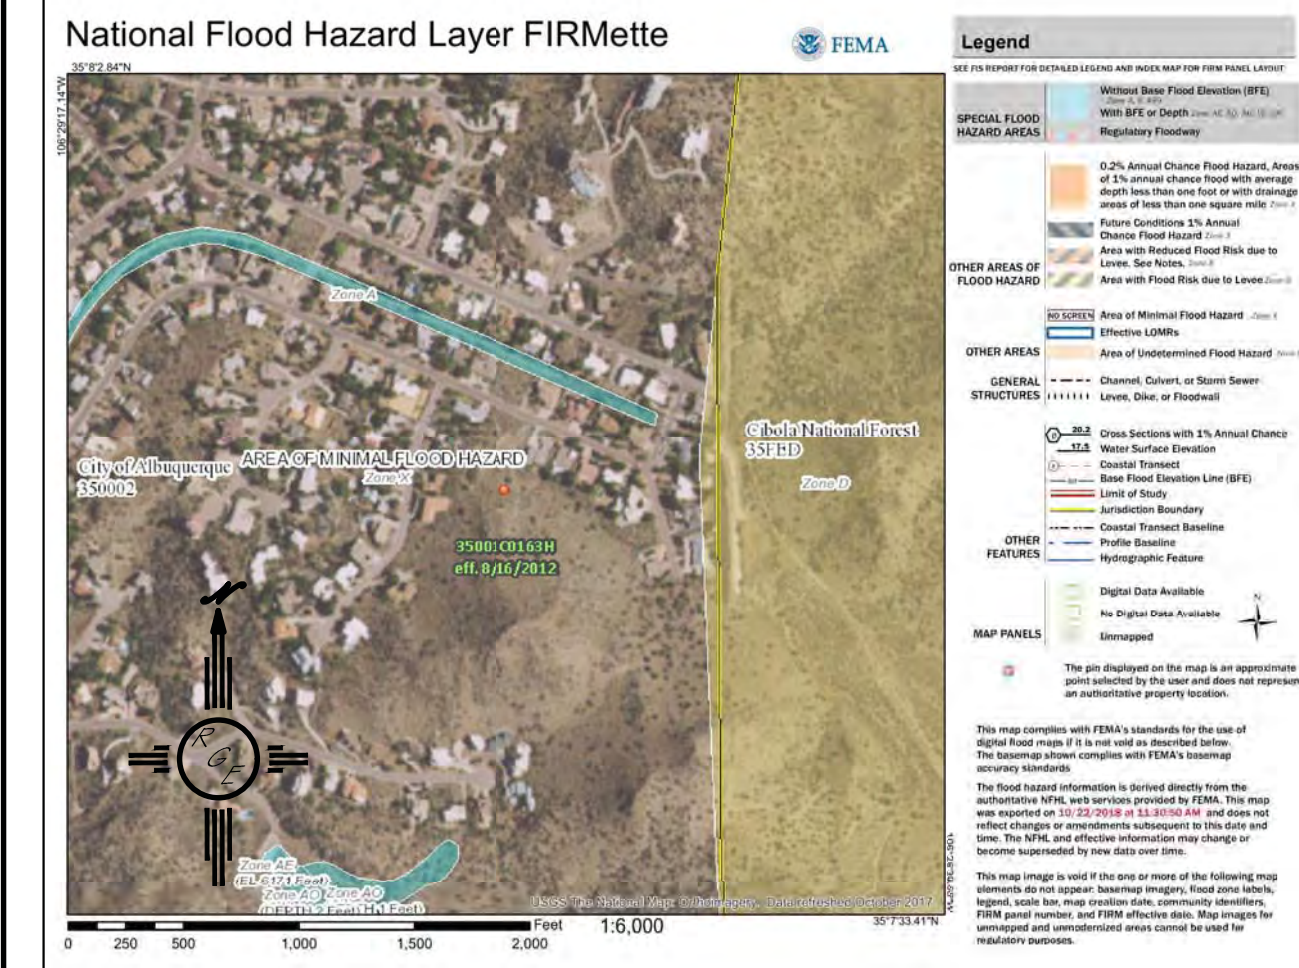 National Flood Hazard Layer FIRMette
FEMA
35°8'2.84"N
106°29'17.14"W
Zone A
City of Albuquerque
350002
AREA OF MINIMAL FLOOD HAZARD
Zone X
Cibola National Forest
35FED
Zone D
35001C0163H
eff. 8/16/2012
RGE
Zone AE
(EL 6171 Feet)
Zone AO Zone AO
(DEPTH 2 Feet)
USGS The National Map: Orthoimagery. Data refreshed October 2017.
35°7'33.41"N
Feet
1:6,000
0 250 500 1,000 1,500 2,000
Legend
SEE FIS REPORT FOR DETAILED LEGEND AND INDEX MAP FOR FIRM PANEL LAYOUT
SPECIAL FLOOD
HAZARD AREAS
Without Base Flood Elevation (BFE)
With BFE or Depth
Regulatory Floodway
OTHER AREAS OF
FLOOD HAZARD
0.2% Annual Chance Flood Hazard, Areas
of 1% annual chance flood with average
depth less than one foot or with drainage
areas of less than one square mile
Future Conditions 1% Annual
Chance Flood Hazard Zone X
Area with Reduced Flood Risk due to
Levee. See Notes.
Area with Flood Risk due to Levee
OTHER AREAS
NO SCREEN Area of Minimal Flood Hazard
Effective LOMRs
Area of Undetermined Flood Hazard
GENERAL
STRUCTURES
Channel, Culvert, or Storm Sewer
Levee, Dike, or Floodwall
OTHER
FEATURES
20.2 Cross Sections with 1% Annual Chance
17.5 Water Surface Elevation
Coastal Transect
Base Flood Elevation Line (BFE)
Limit of Study
Jurisdiction Boundary
Coastal Transect Baseline
Profile Baseline
Hydrographic Feature
MAP PANELS
Digital Data Available
No Digital Data Available
Unmapped
N
The pin displayed on the map is an approximate
point selected by the user and does not represen
an authoritative property location.
This map complies with FEMA's standards for the use of
digital flood maps if it is not void as described below.
The basemap shown complies with FEMA's basemap
accuracy standards
The flood hazard information is derived directly from the
authoritative NFHL web services provided by FEMA. This map
was exported on 10/22/2018 at 11:30:50 AM and does not
reflect changes or amendments subsequent to this date and
time. The NFHL and effective information may change or
become superseded by new data over time.
This map image is void if the one or more of the following map
elements do not appear: basemap imagery, flood zone labels,
legend, scale bar, map creation date, community identifiers,
FIRM panel number, and FIRM effective date. Map images for
unmapped and unmodernized areas cannot be used for
regulatory purposes.